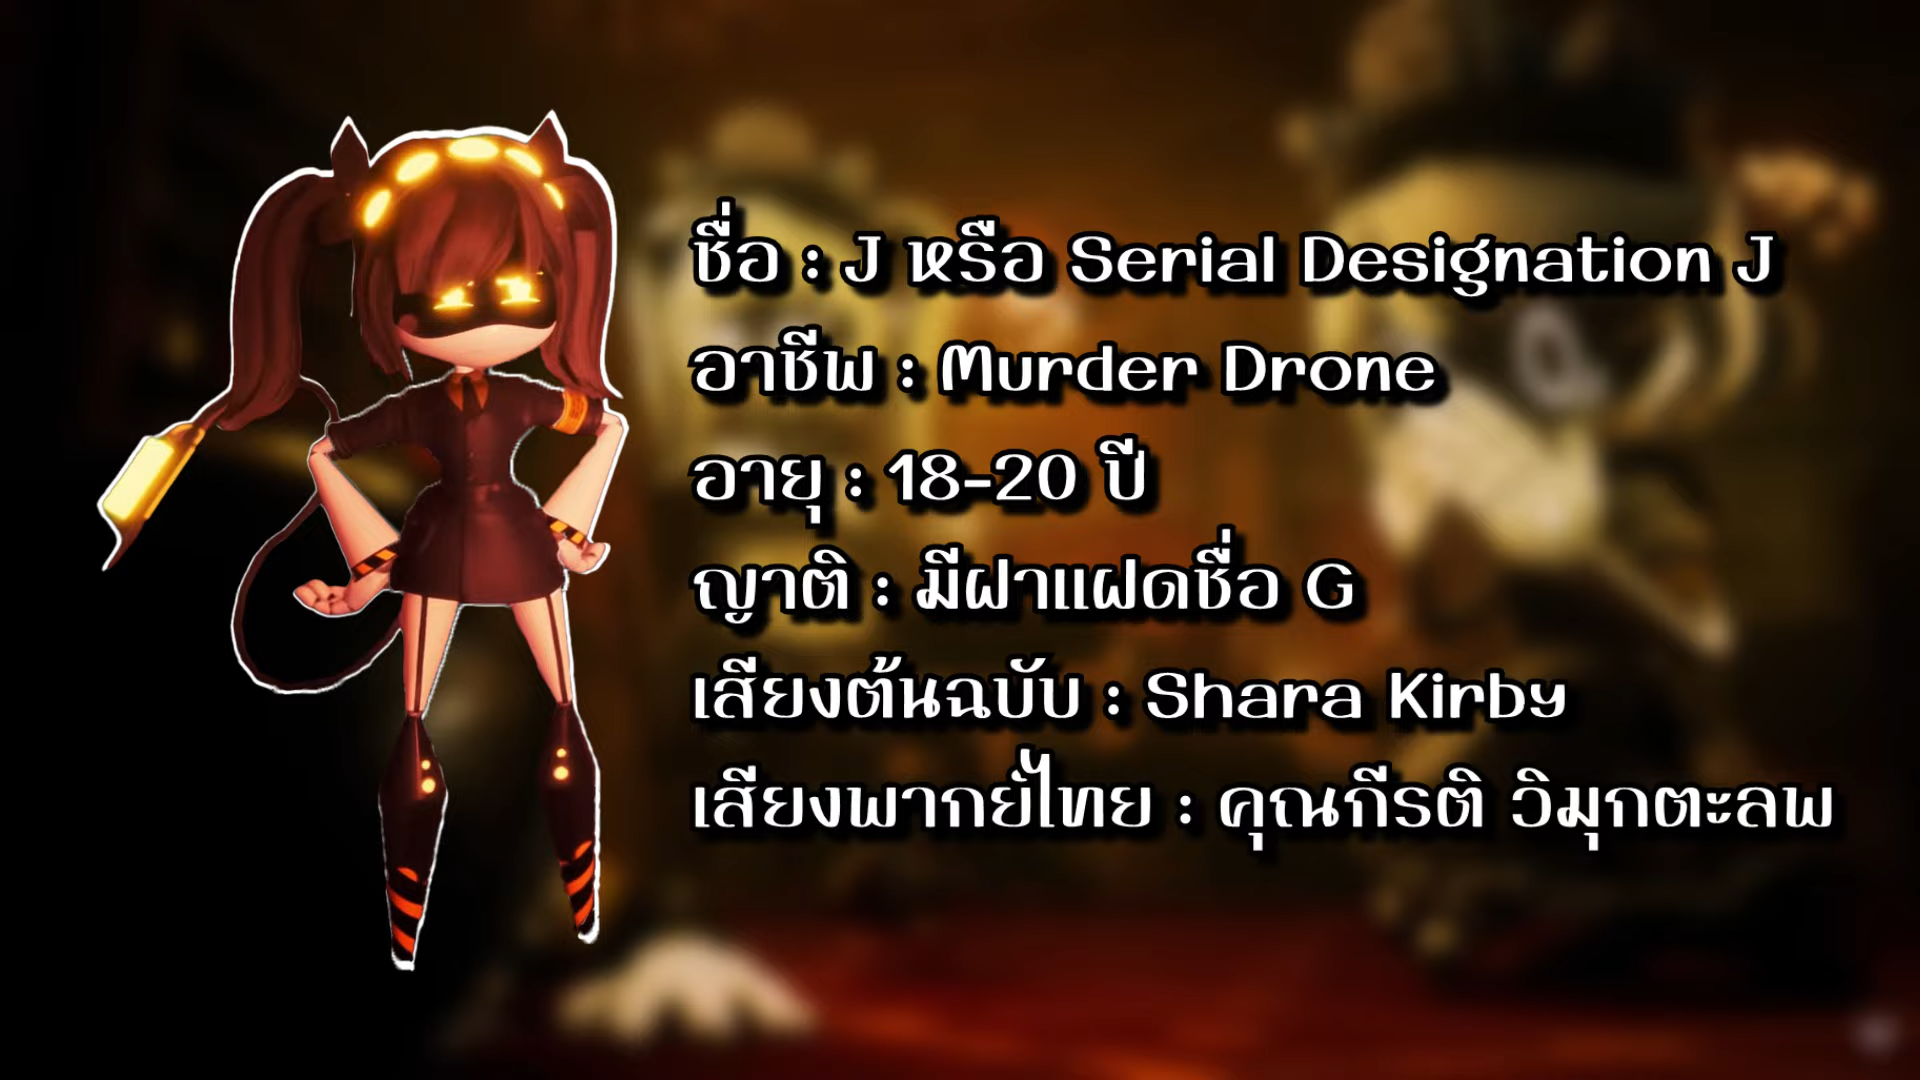 ชื่อ : J หรือ Serial Designation J
อาชีพ : Murder Drone
อายุ : 18-20 ปี
ญาติ : มีฝาแฝดชื่อ G
เสียงต้นฉบับ : Shara Kirby
เสียงพากย์ไทย : คุณกีรติ วิมุกตะลพ